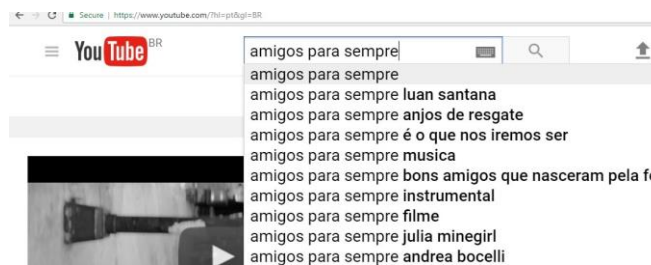 Secure | https://www.youtube.com/?hl=pt&gl=BR
YouTube BR
amigos para sempre
amigos para sempre
amigos para sempre luan santana
amigos para sempre anjos de resgate
amigos para sempre é o que nos iremos ser
amigos para sempre musica
amigos para sempre bons amigos que nasceram pela
amigos para sempre instrumental
amigos para sempre filme
amigos para sempre julia minegirl
amigos para sempre andrea bocelli